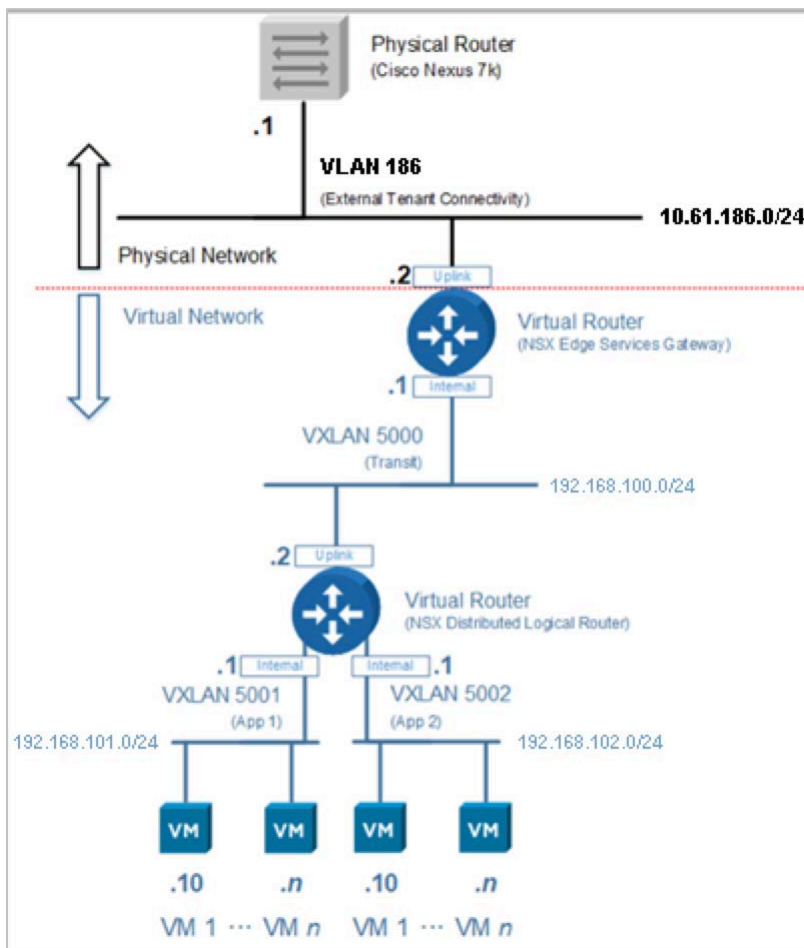 Physical Router
(Cisco Nexus 7k)
.1
VLAN 186
(External Tenant Connectivity)
10.61.186.0/24
Physical Network
.2 Uplink
Virtual Network
Virtual Router
(NSX Edge Services Gateway)
.1 Internal
VXLAN 5000
(Transit)
192.168.100.0/24
.2 Uplink
Virtual Router
(NSX Distributed Logical Router)
.1 Internal Internal .1
VXLAN 5001 VXLAN 5002
(App 1) (App 2)
192.168.101.0/24 192.168.102.0/24
VM VM VM VM
.10 .n .10 .n
VM 1 ··· VM n VM 1 ··· VM n